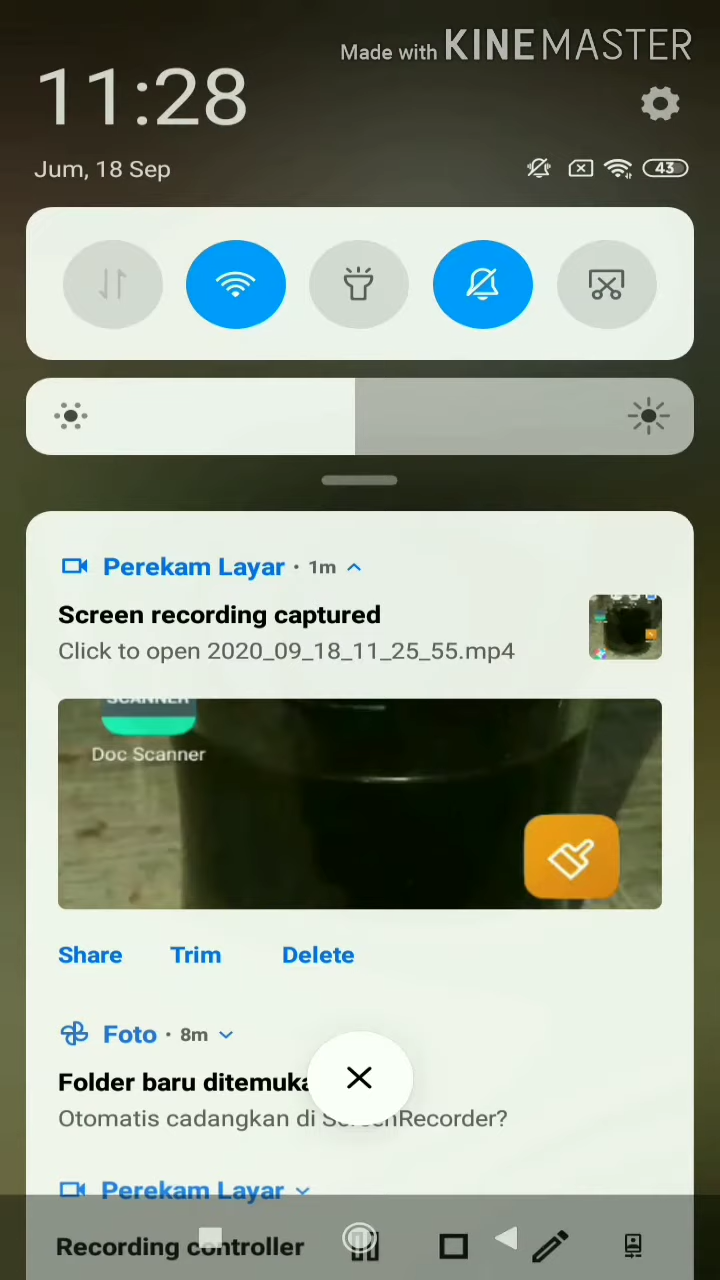 Made with KINEMASTER
11:28
Jum, 18 Sep
43
Perekam Layar · 1m
Screen recording captured
Click to open 2020_09_18_11_25_55.mp4
SCANNER
Doc Scanner
Share Trim Delete
Foto · 8m
Folder baru
Otomatis cadangkan di ScreenRecorder?
Perekam Layar
Recording controller